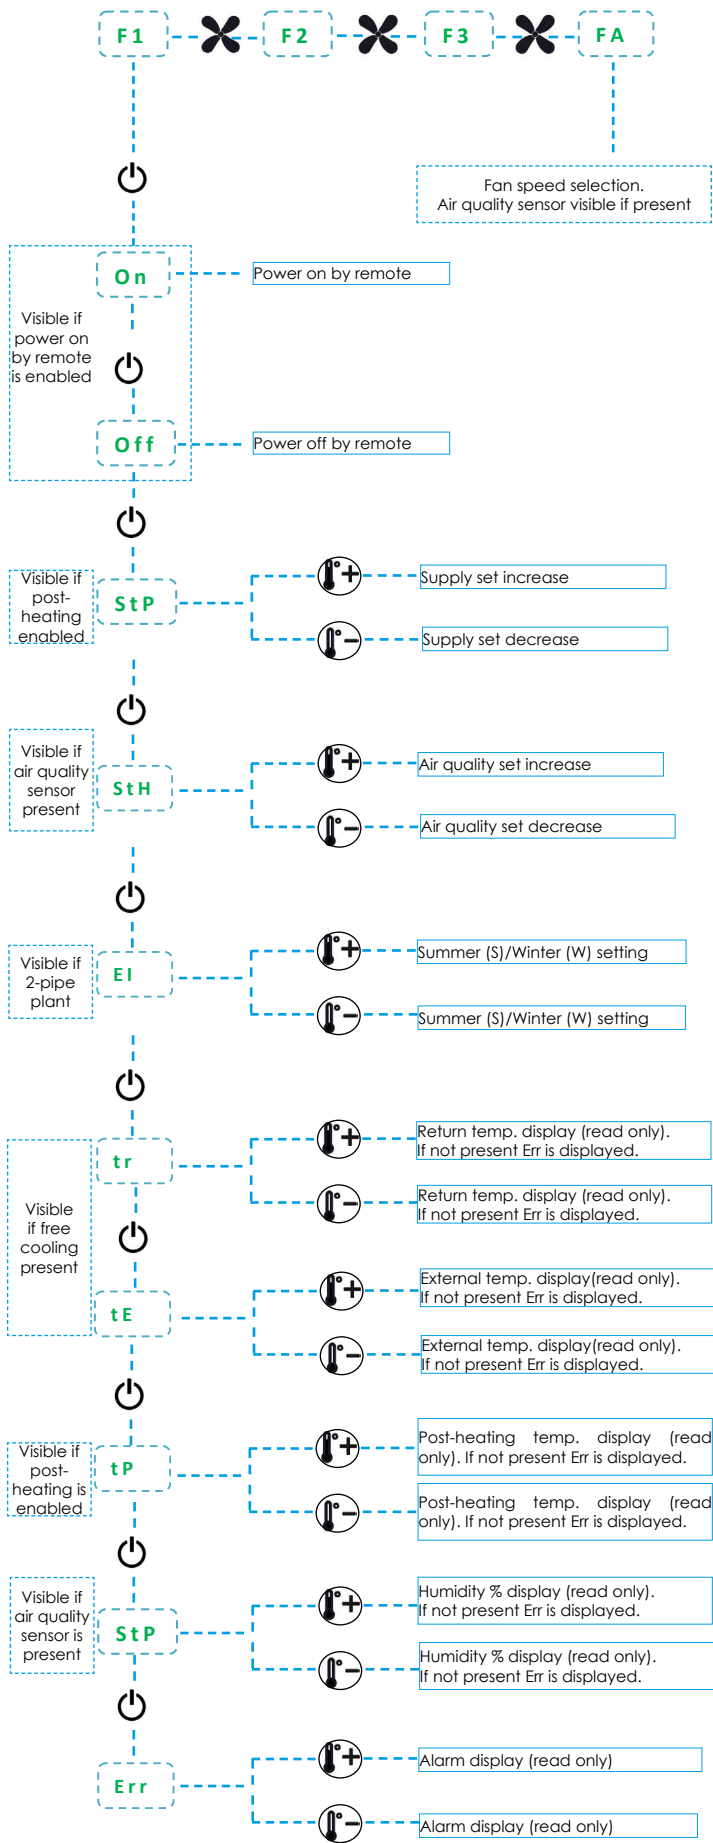 F1
F2
F3
FA
Fan speed selection.
Air quality sensor visible if present
On
Power on by remote
Visible if
power on
by remote
is enabled
Off
Power off by remote
Visible if
post-
heating
enabled
StP
Supply set increase
Supply set decrease
Visible if
air quality
sensor
present
StH
Air quality set increase
Air quality set decrease
Visible if
2-pipe
plant
EI
Summer (S)/Winter (W) setting
Summer (S)/Winter (W) setting
Visible
if free
cooling
present
tr
Return temp. display (read only).
If not present Err is displayed.
Return temp. display (read only).
If not present Err is displayed.
tE
External temp. display(read only).
If not present Err is displayed.
External temp. display(read only).
If not present Err is displayed.
Visible if
post-
heating is
enabled
tP
Post-heating temp. display (read
only). If not present Err is displayed.
Post-heating temp. display (read
only). If not present Err is displayed.
Visible if
air quality
sensor is
present
StP
Humidity % display (read only).
If not present Err is displayed.
Humidity % display (read only).
If not present Err is displayed.
Err
Alarm display (read only)
Alarm display (read only)